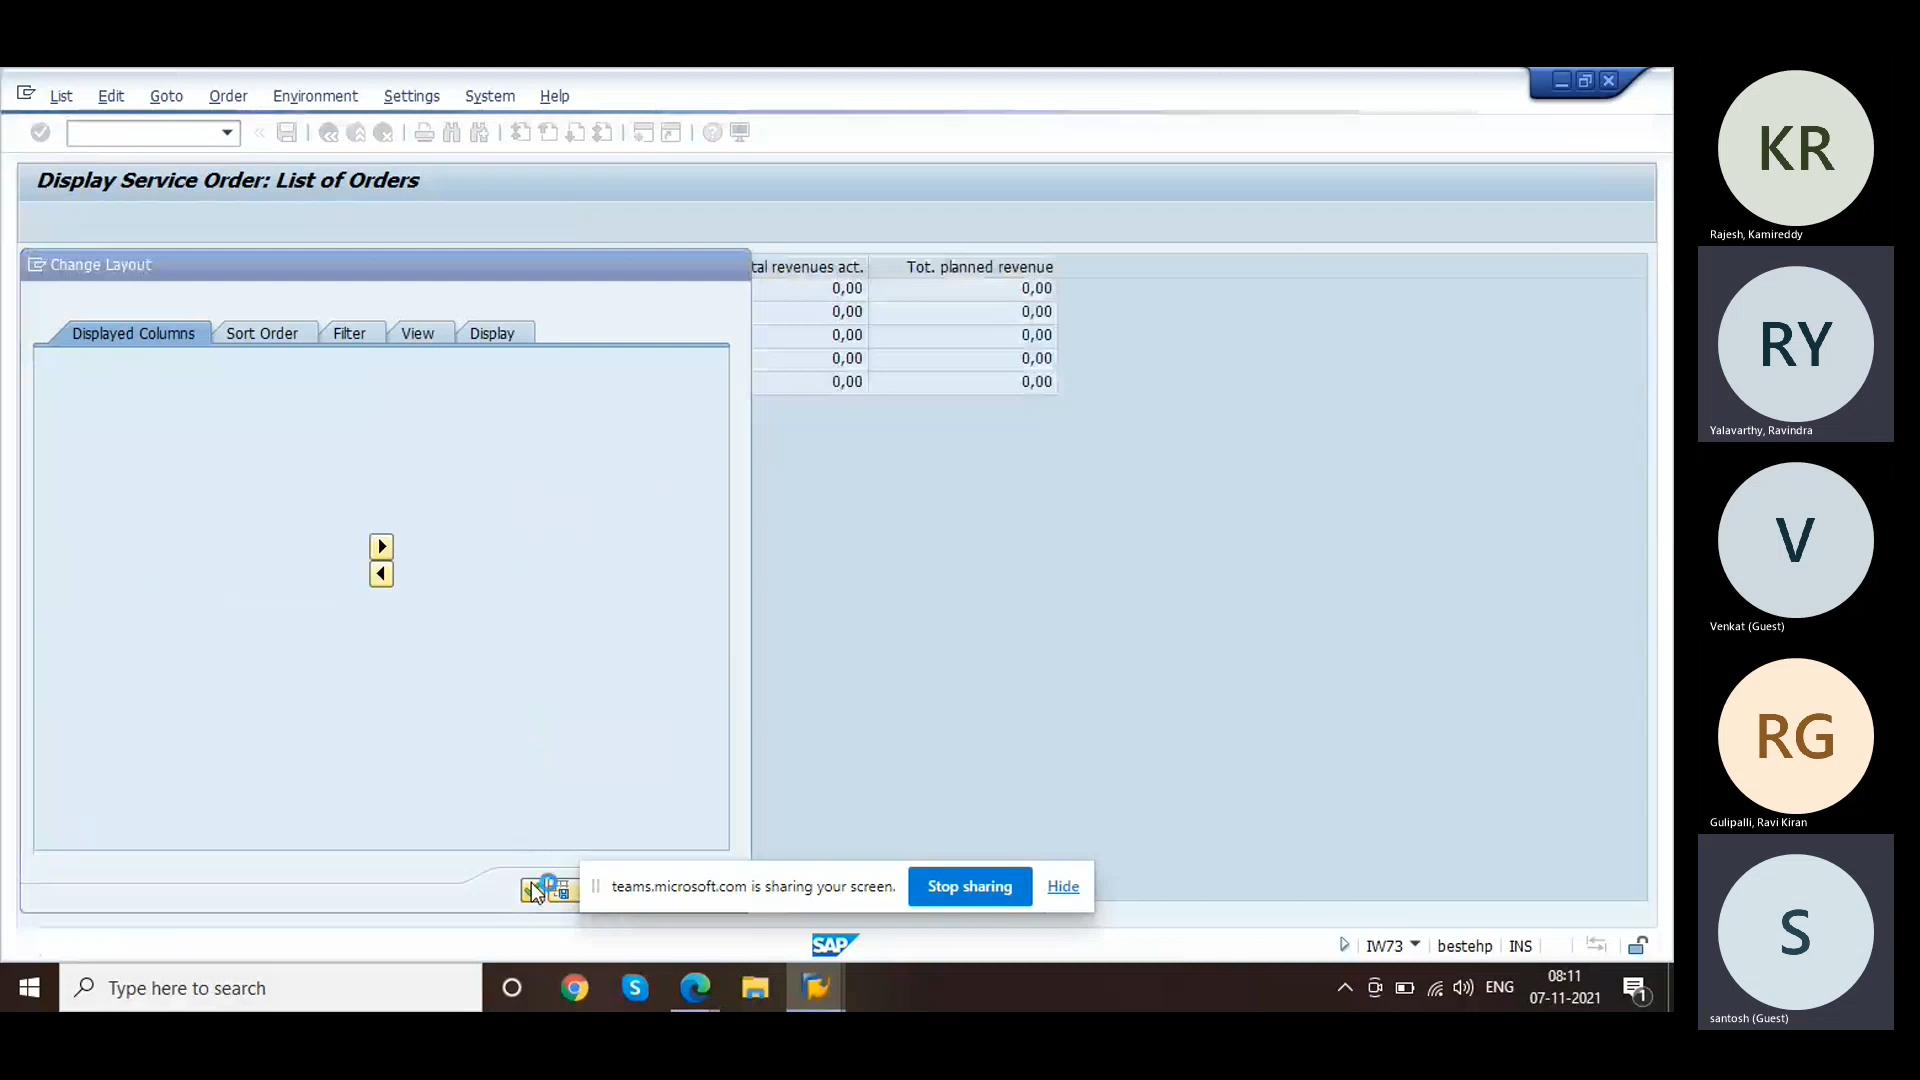 List Edit Goto Order Environment Settings System Help
Display Service Order: List of Orders
Change Layout
Displayed Columns Sort Order Filter View Display
tal revenues act. Tot. planned revenue
0,00 0,00
0,00 0,00
0,00 0,00
0,00 0,00
0,00 0,00
teams.microsoft.com is sharing your screen. Stop sharing Hide
SAP
IW73 bestehp INS
Type here to search
S
ENG
08:11
07-11-2021
1
KR
Rajesh, Kamireddy
RY
Yalavarthy, Ravindra
V
Venkat (Guest)
RG
Gulipalli, Ravi Kiran
S
santosh (Guest)